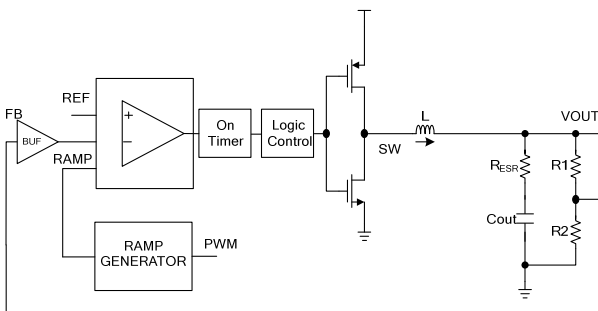 FB
BUF
REF
RAMP
+
−
On
Timer
Logic
Control
SW
L
VOUT
RESR
R1
Cout
R2
RAMP
GENERATOR
PWM